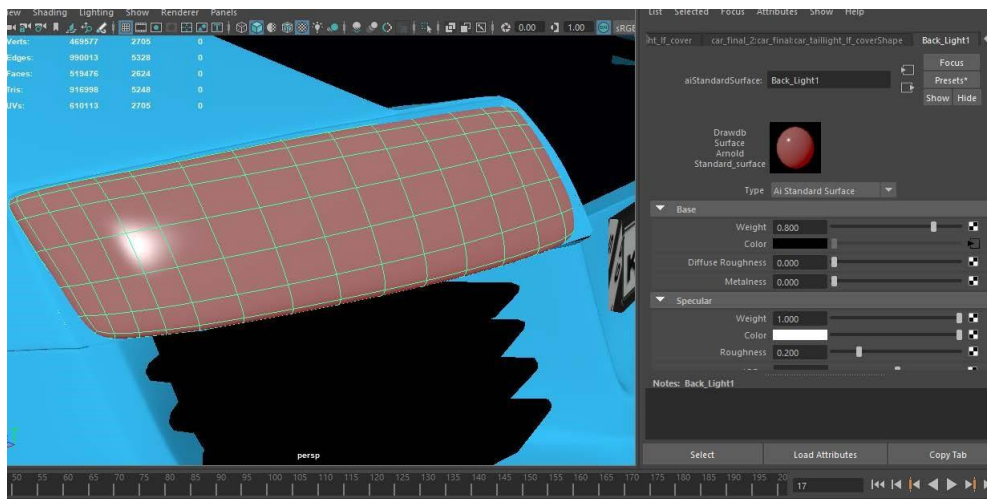 iew Shading Lighting Show Renderer Panels
0.00 1.00 sRGE
Verts: 469577 2705 0
Edges: 990013 5328 0
Faces: 519476 2624 0
Tris: 916998 5248 0
UVs: 610113 2705 0
persp
List Selected Focus Attributes Show Help
ht_lf_cover car_final_2:car_final:car_taillight_lf_coverShape Back_Light1
aiStandardSurface: Back_Light1
Focus
Presets*
Show Hide
Drawdb
Surface
Arnold
Standard_surface
Type Ai Standard Surface
Base
Weight 0.800
Color
Diffuse Roughness 0.000
Metalness 0.000
Specular
Weight 1.000
Color
Roughness 0.200
Notes: Back_Light1
Select Load Attributes Copy Tab
50 55 60 65 70 75 80 85 90 95 100 105 110 115 120 125 130 135 140 145 150 155 160 165 170 175 180 185 190 195 20
17